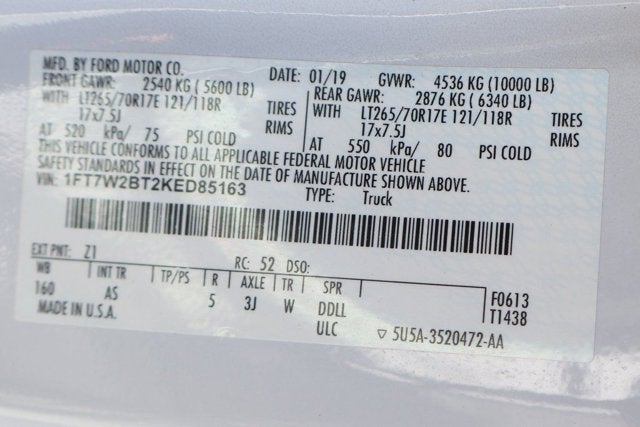 MFD. BY FORD MOTOR CO.
DATE: 01/19 GVWR: 4536 KG (10000 LB)
FRONT GAWR: 2540 KG ( 5600 LB)
REAR GAWR: 2876 KG ( 6340 LB)
WITH LT265/70R17E 121/118R TIRES
WITH LT265/70R17E 121/118R TIRES
17x7.5J RIMS
17x7.5J RIMS
AT 520 kPa/ 75 PSI COLD
AT 550 kPa/ 80 PSI COLD
THIS VEHICLE CONFORMS TO ALL APPLICABLE FEDERAL MOTOR VEHICLE
SAFETY STANDARDS IN EFFECT ON THE DATE OF MANUFACTURE SHOWN ABOVE.
VIN: 1FT7W2BT2KED85163
TYPE: Truck
EXT PNT: Z1 RC: 52 DSO:
WB INT TR TP/PS R AXLE TR SPR
160 AS 5 3J W DDLL
ULC
F0613
T1438
MADE IN U.S.A.
▽ 5U5A-3520472-AA